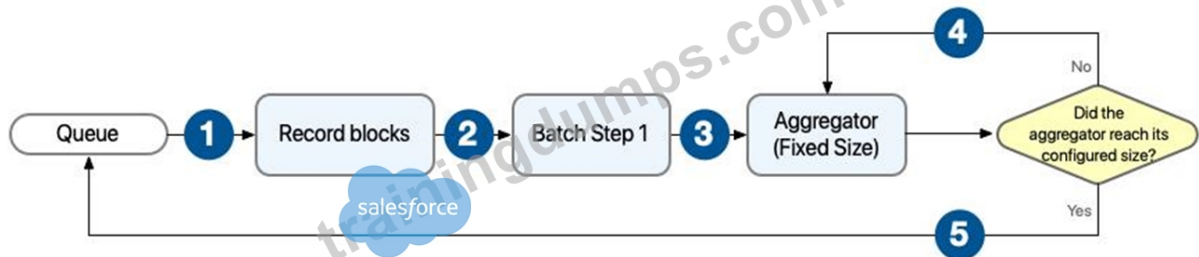 4
No
Queue
1
Record blocks
2
Batch Step 1
3
Aggregator
(Fixed Size)
Did the
aggregator reach its
configured size?
Yes
5
salesforce
trainingdumps.com